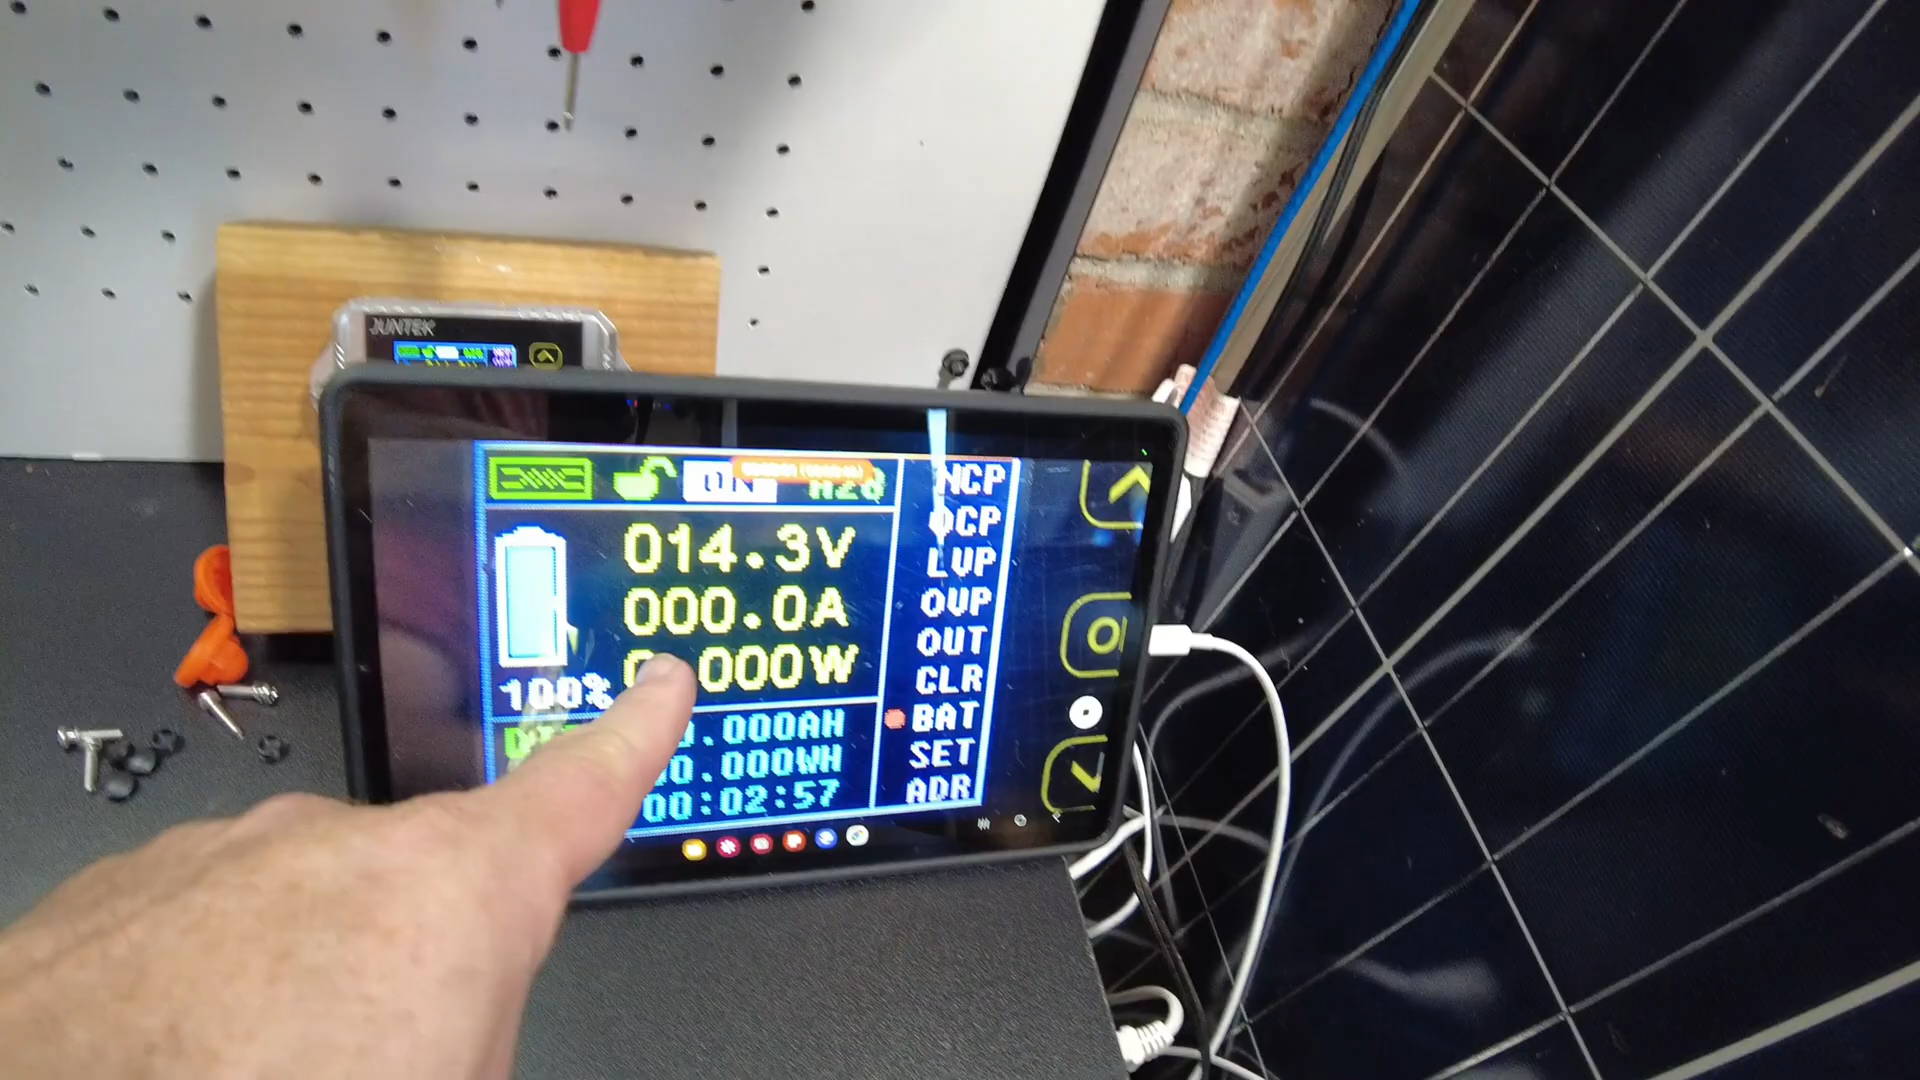 JUNTEK
ON
014.3V
000.0A
000W
100%
.000AH
0.000WH
00:02:57
NCP
OCP
LVP
OVP
OUT
CLR
BAT
SET
ADR